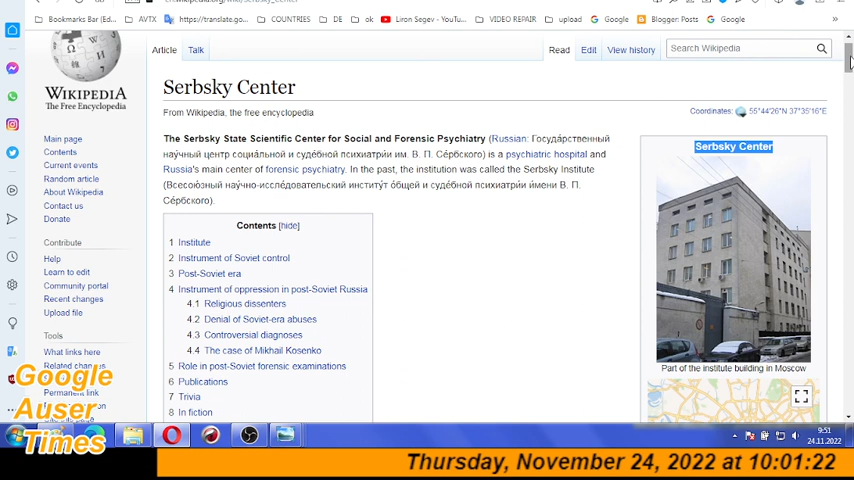 Bookmarks Bar (Ed...
AVTX
https://translate.go...
COUNTRIES
DE
ok
Liron Segev - YouTu...
VIDEO REPAIR
upload
Google
Blogger: Posts
Google
»
WIKIPEDIA
The Free Encyclopedia
Article
Talk
Read
Edit
View history
Search Wikipedia
Serbsky Center
From Wikipedia, the free encyclopedia
Coordinates: 55°44′26″N 37°35′16″E
The Serbsky State Scientific Center for Social and Forensic Psychiatry (Russian: Госуда́рственный
нау́чный центр социа́льной и суде́бной психиатри́и им. В. П. Се́рбского) is a psychiatric hospital and
Russia's main center of forensic psychiatry. In the past, the institution was called the Serbsky Institute
(Всесою́зный нау́чно-иссле́довательский институ́т о́бщей и суде́бной психиатри́и и́мени В. П.
Се́рбского).
Main page
Contents
Current events
Random article
About Wikipedia
Contact us
Donate
Contribute
Help
Learn to edit
Community portal
Recent changes
Upload file
Tools
What links here
Related changes
Permanent link
Contents [hide]
1 Institute
2 Instrument of Soviet control
3 Post-Soviet era
4 Instrument of oppression in post-Soviet Russia
4.1 Religious dissenters
4.2 Denial of Soviet-era abuses
4.3 Controversial diagnoses
4.4 The case of Mikhail Kosenko
5 Role in post-Soviet forensic examinations
6 Publications
7 Trivia
8 In fiction
Serbsky Center
Part of the institute building in Moscow
Google
Auser
Times
9:51
24.11.2022
Thursday, November 24, 2022 at 10:01:22